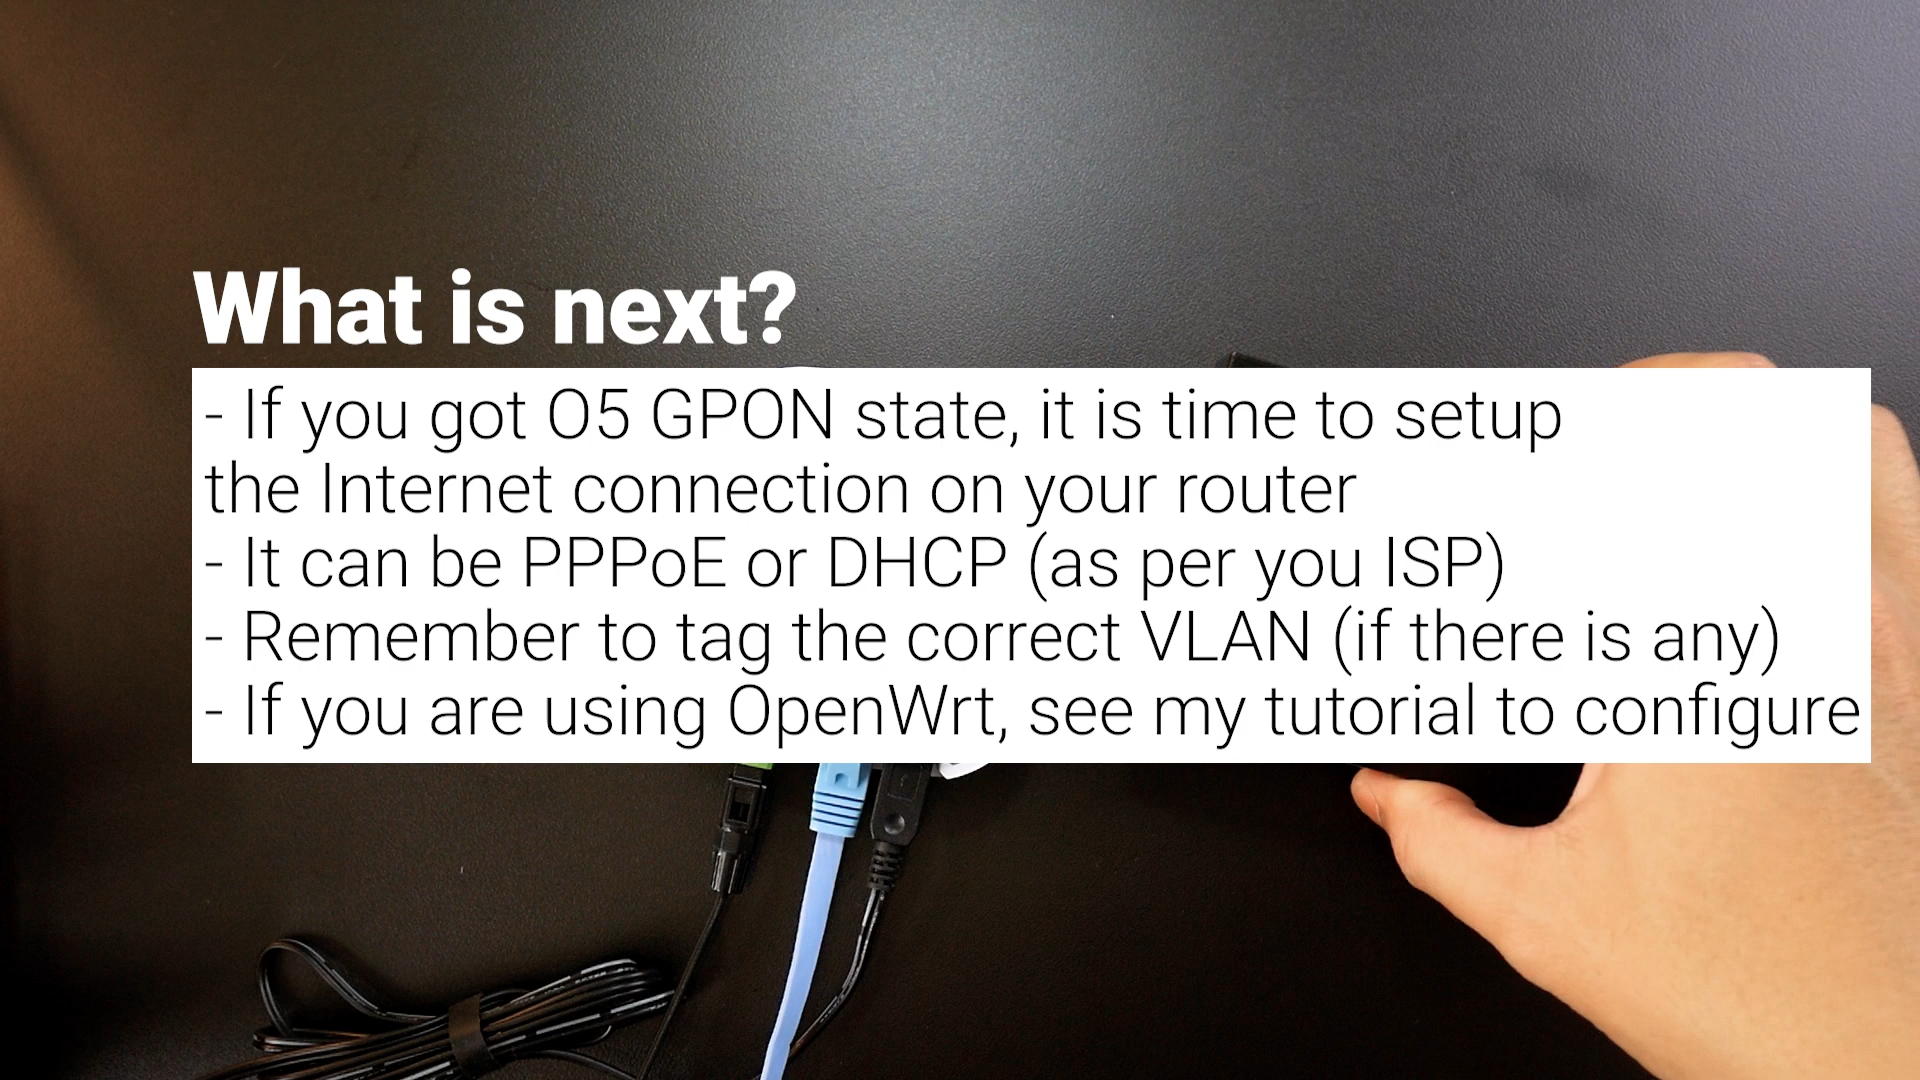 What is next?
- If you got O5 GPON state, it is time to setup
the Internet connection on your router
- It can be PPPoE or DHCP (as per you ISP)
- Remember to tag the correct VLAN (if there is any)
- If you are using OpenWrt, see my tutorial to configure